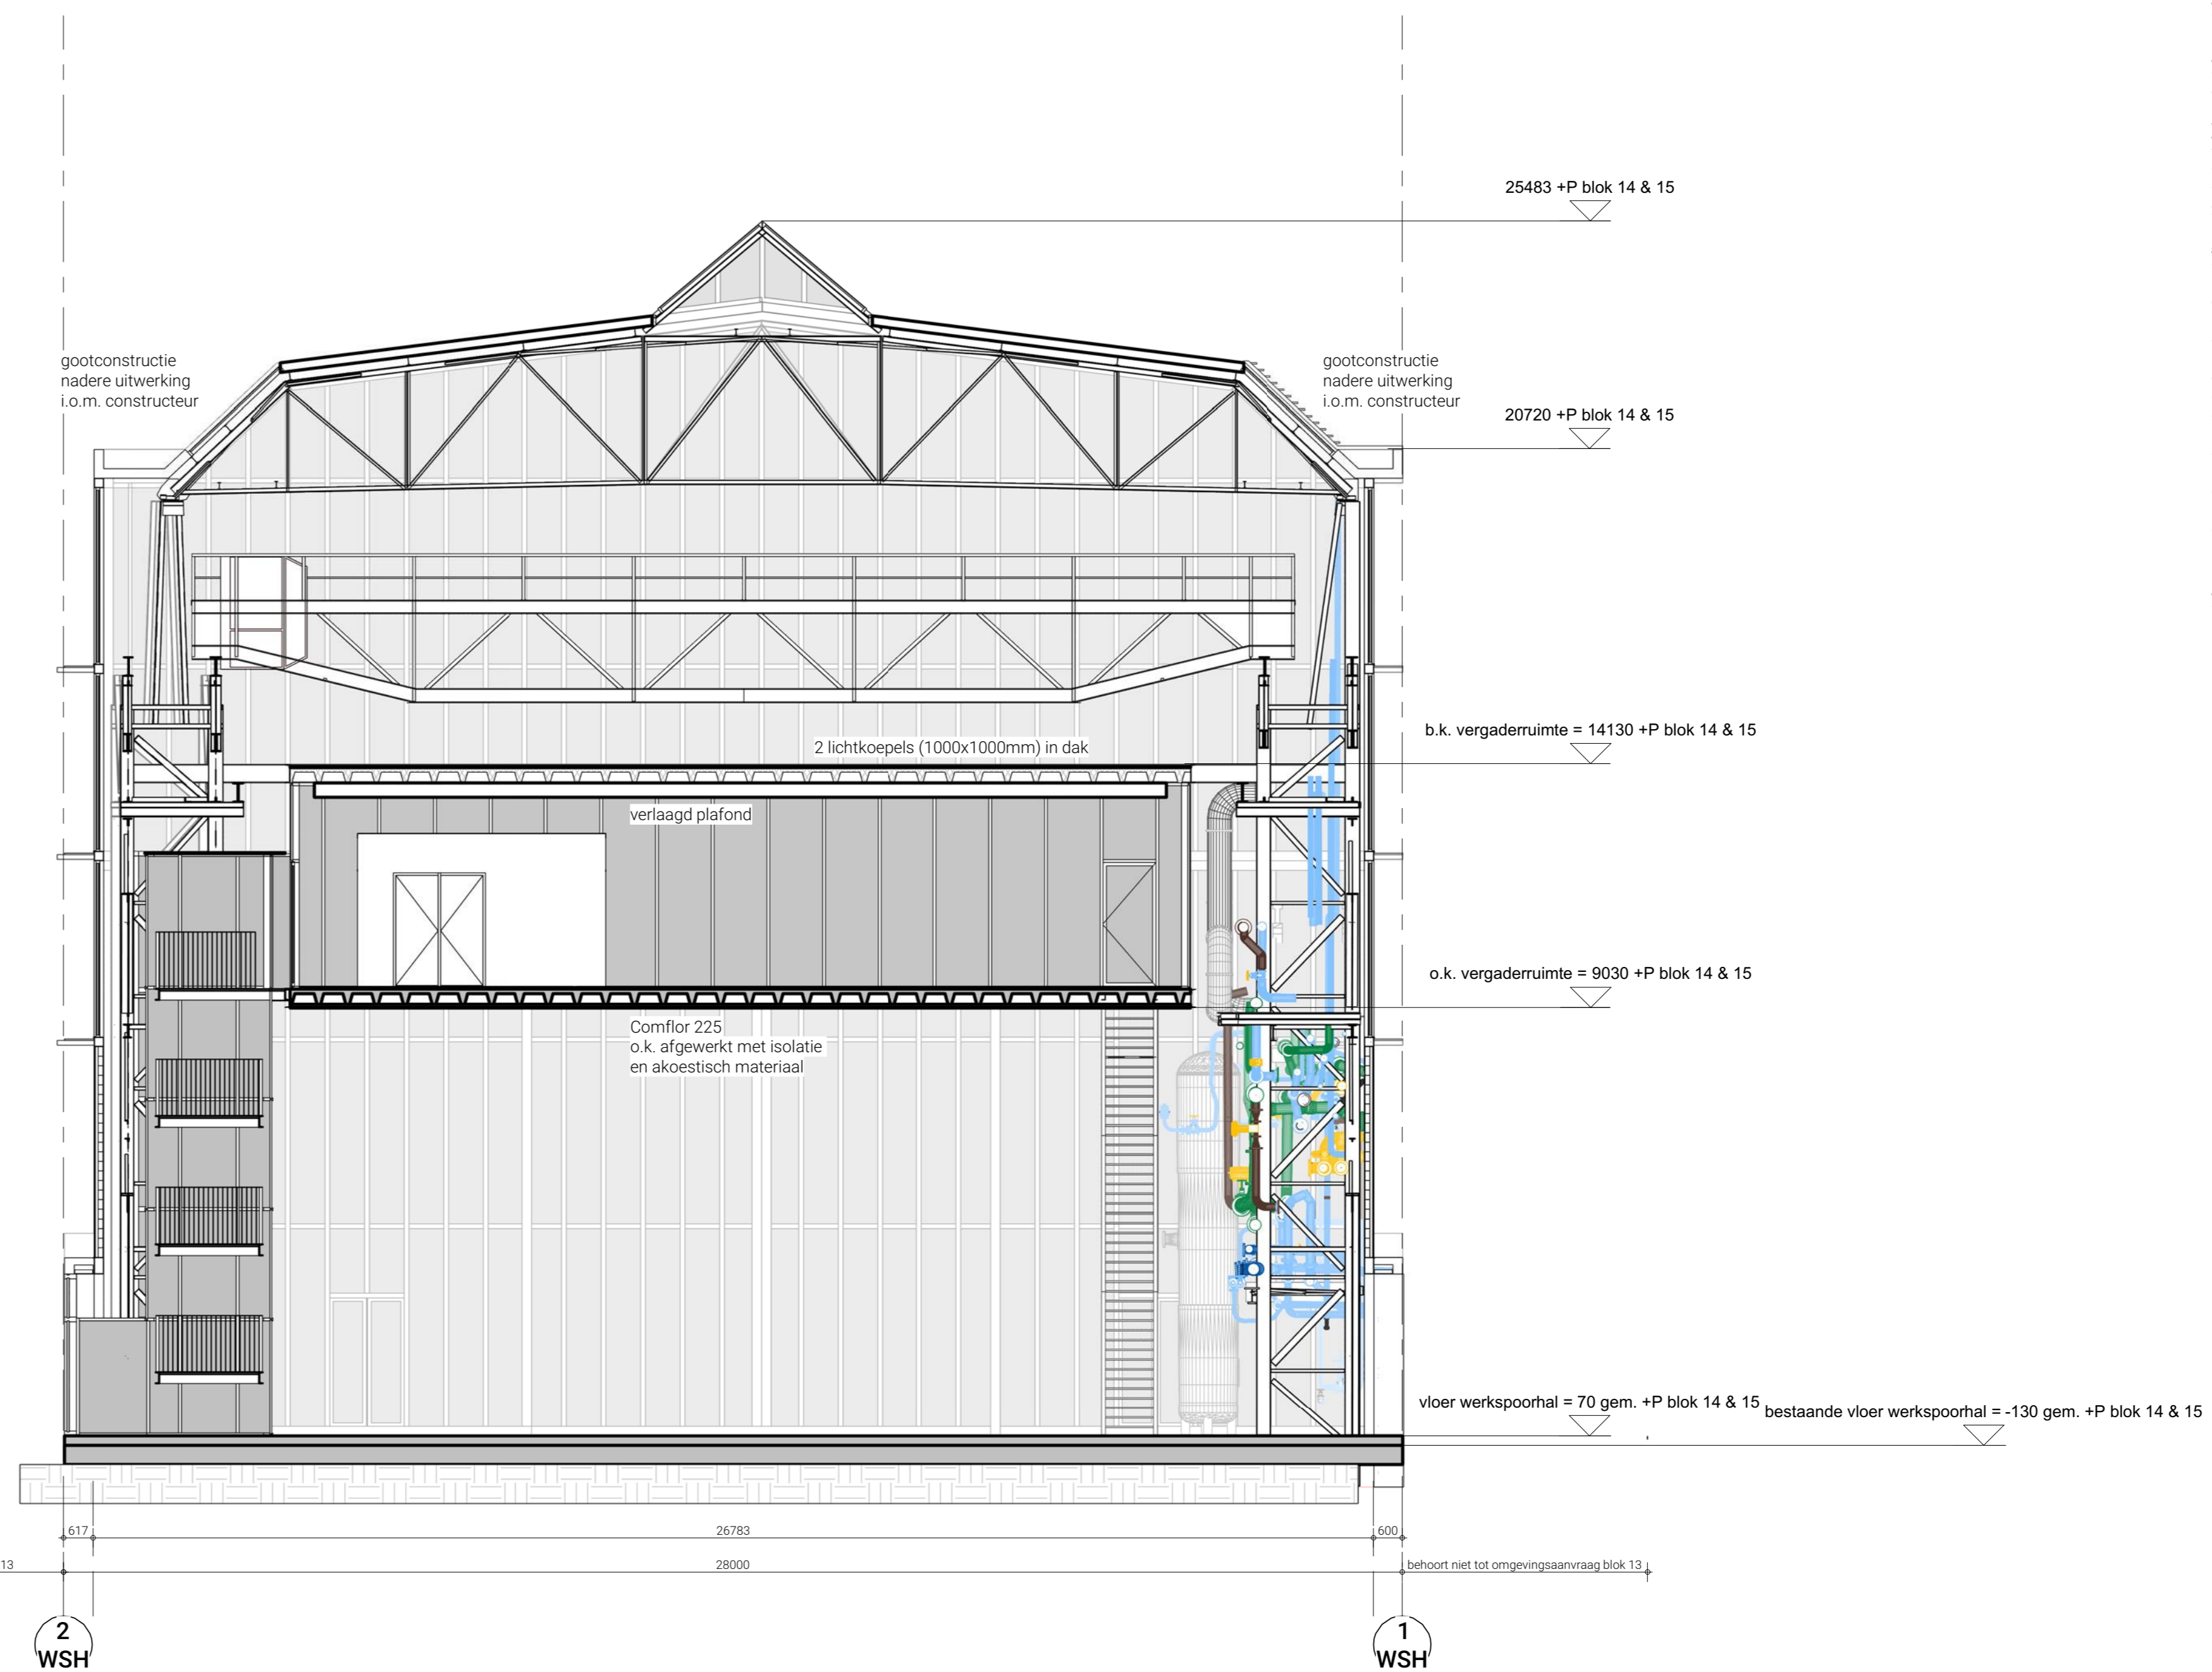 25483 +P blok 14 & 15
gootconstructie
nadere uitwerking
i.o.m. constructeur
gootconstructie
nadere uitwerking
i.o.m. constructeur
20720 +P blok 14 & 15
2 lichtkoepels (1000x1000mm) in dak
b.k. vergaderruimte = 14130 +P blok 14 & 15
verlaagd plafond
o.k. vergaderruimte = 9030 +P blok 14 & 15
Comflor 225
o.k. afgewerkt met isolatie
en akoestisch materiaal
vloer werkspoorhal = 70 gem. +P blok 14 & 15
bestaande vloer werkspoorhal = -130 gem. +P blok 14 & 15
617
26783
600
13
28000
behoort niet tot omgevingsaanvraag blok 13
2
WSH
1
WSH